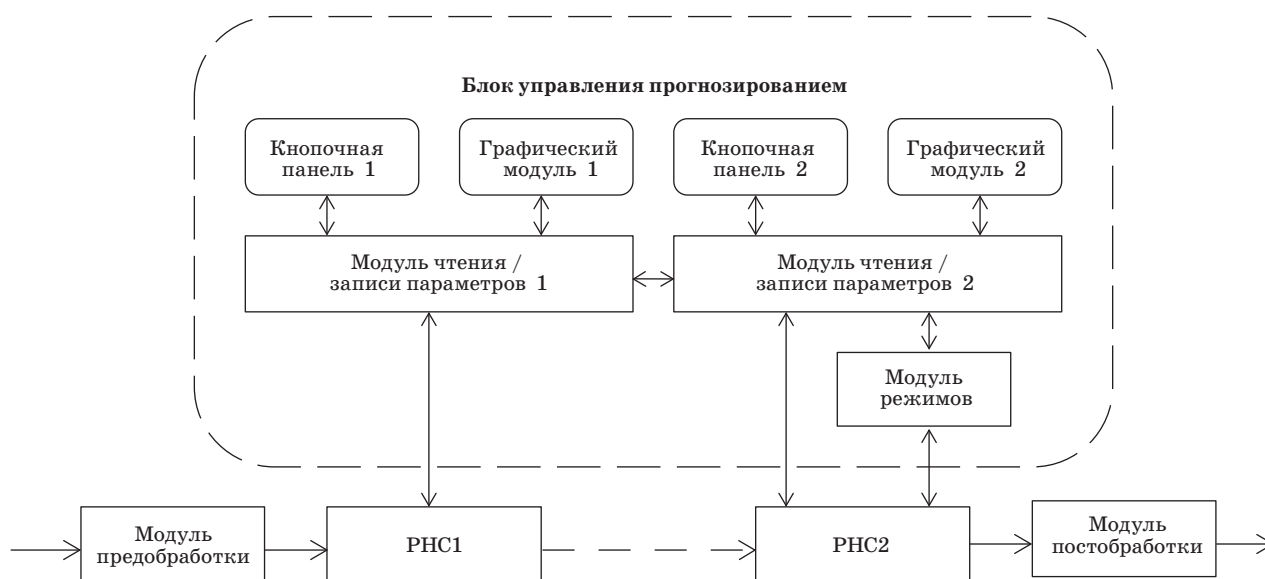 Блок управления прогнозированием
Кнопочная
панель 1
Графический
модуль 1
Кнопочная
панель 2
Графический
модуль 2
Модуль чтения /
записи параметров 1
Модуль чтения /
записи параметров 2
Модуль
режимов
Модуль
предобработки
РНС1
РНС2
Модуль
постобработки